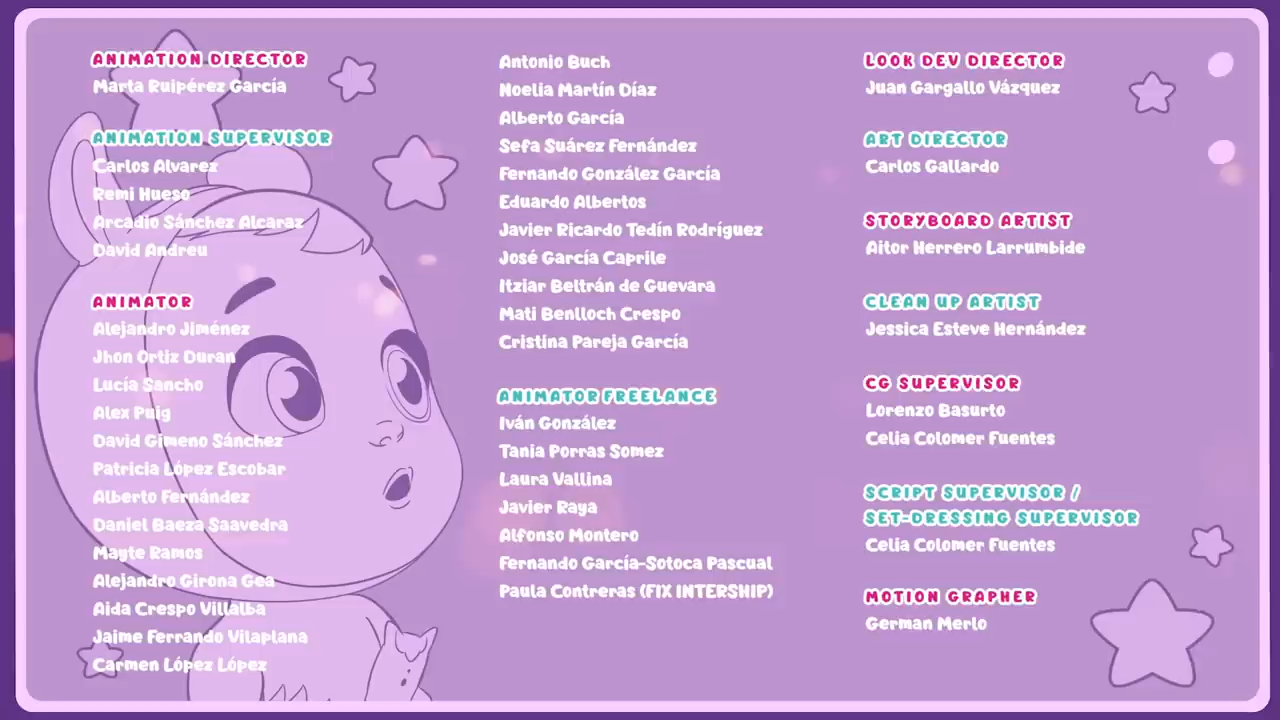 ANIMATION DIRECTOR
Marta Ruipérez García
ANIMATION SUPERVISOR
Carlos Alvarez
Remi Hueso
Arcadio Sánchez Alcaraz
David Andreu
ANIMATOR
Alejandro Jiménez
Jhon Ortiz Duran
Lucía Sancho
Alex Puig
David Gimeno Sánchez
Patricia López Escobar
Alberto Fernández
Daniel Baeza Saavedra
Mayte Ramos
Alejandro Girona Gea
Aida Crespo Villalba
Jaime Ferrando Vilaplana
Carmen López López
Antonio Buch
Noelia Martín Díaz
Alberto García
Sefa Suárez Fernández
Fernando González García
Eduardo Albertos
Javier Ricardo Tedín Rodríguez
José García Caprile
Itziar Beltrán de Guevara
Mati Benlloch Crespo
Cristina Pareja García
ANIMATOR FREELANCE
Iván González
Tania Porras Somez
Laura Vallina
Javier Raya
Alfonso Montero
Fernando García-Sotoca Pascual
Paula Contreras (FIX INTERSHIP)
LOOK DEV DIRECTOR
Juan Gargallo Vázquez
ART DIRECTOR
Carlos Gallardo
STORYBOARD ARTIST
Aitor Herrero Larrumbide
CLEAN UP ARTIST
Jessica Esteve Hernández
CG SUPERVISOR
Lorenzo Basurto
Celia Colomer Fuentes
SCRIPT SUPERVISOR /
SET-DRESSING SUPERVISOR
Celia Colomer Fuentes
MOTION GRAPHER
German Merlo